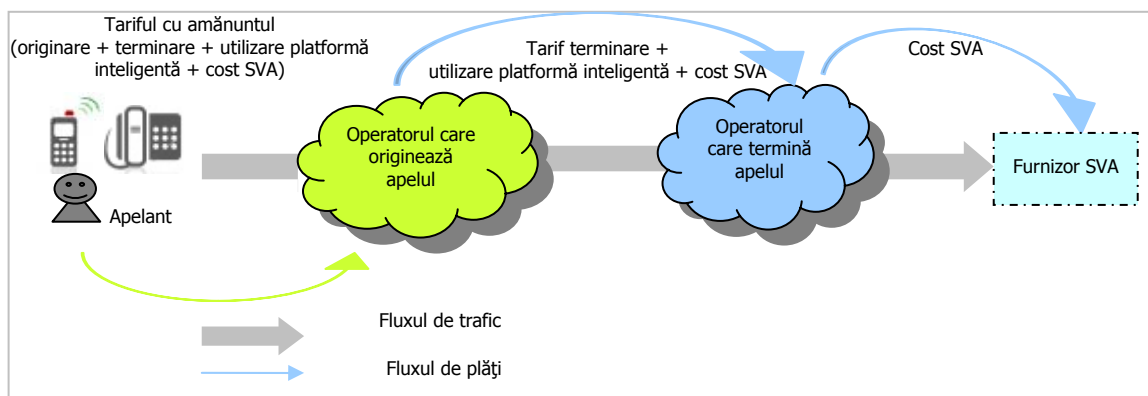 Tariful cu amănuntul
(originare + terminare + utilizare platformă
inteligentă + cost SVA)
Tarif terminare +
utilizare platformă inteligentă + cost SVA
Cost SVA
Operatorul care
originează
apelul
Operatorul
care termină
apelul
Furnizor SVA
Apelant
Fluxul de trafic
Fluxul de plăţi